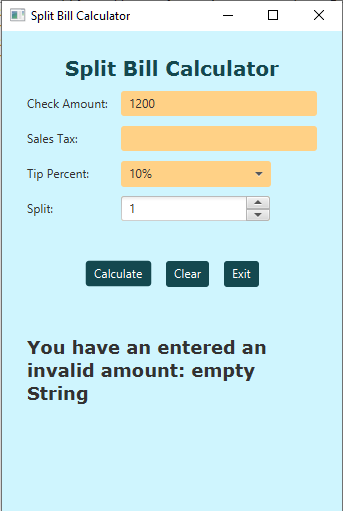 Split Bill Calculator
Split Bill Calculator
Check Amount: 1200
Sales Tax:
Tip Percent: 10%
Split: 1
Calculate Clear Exit
You have an entered an
invalid amount: empty
String